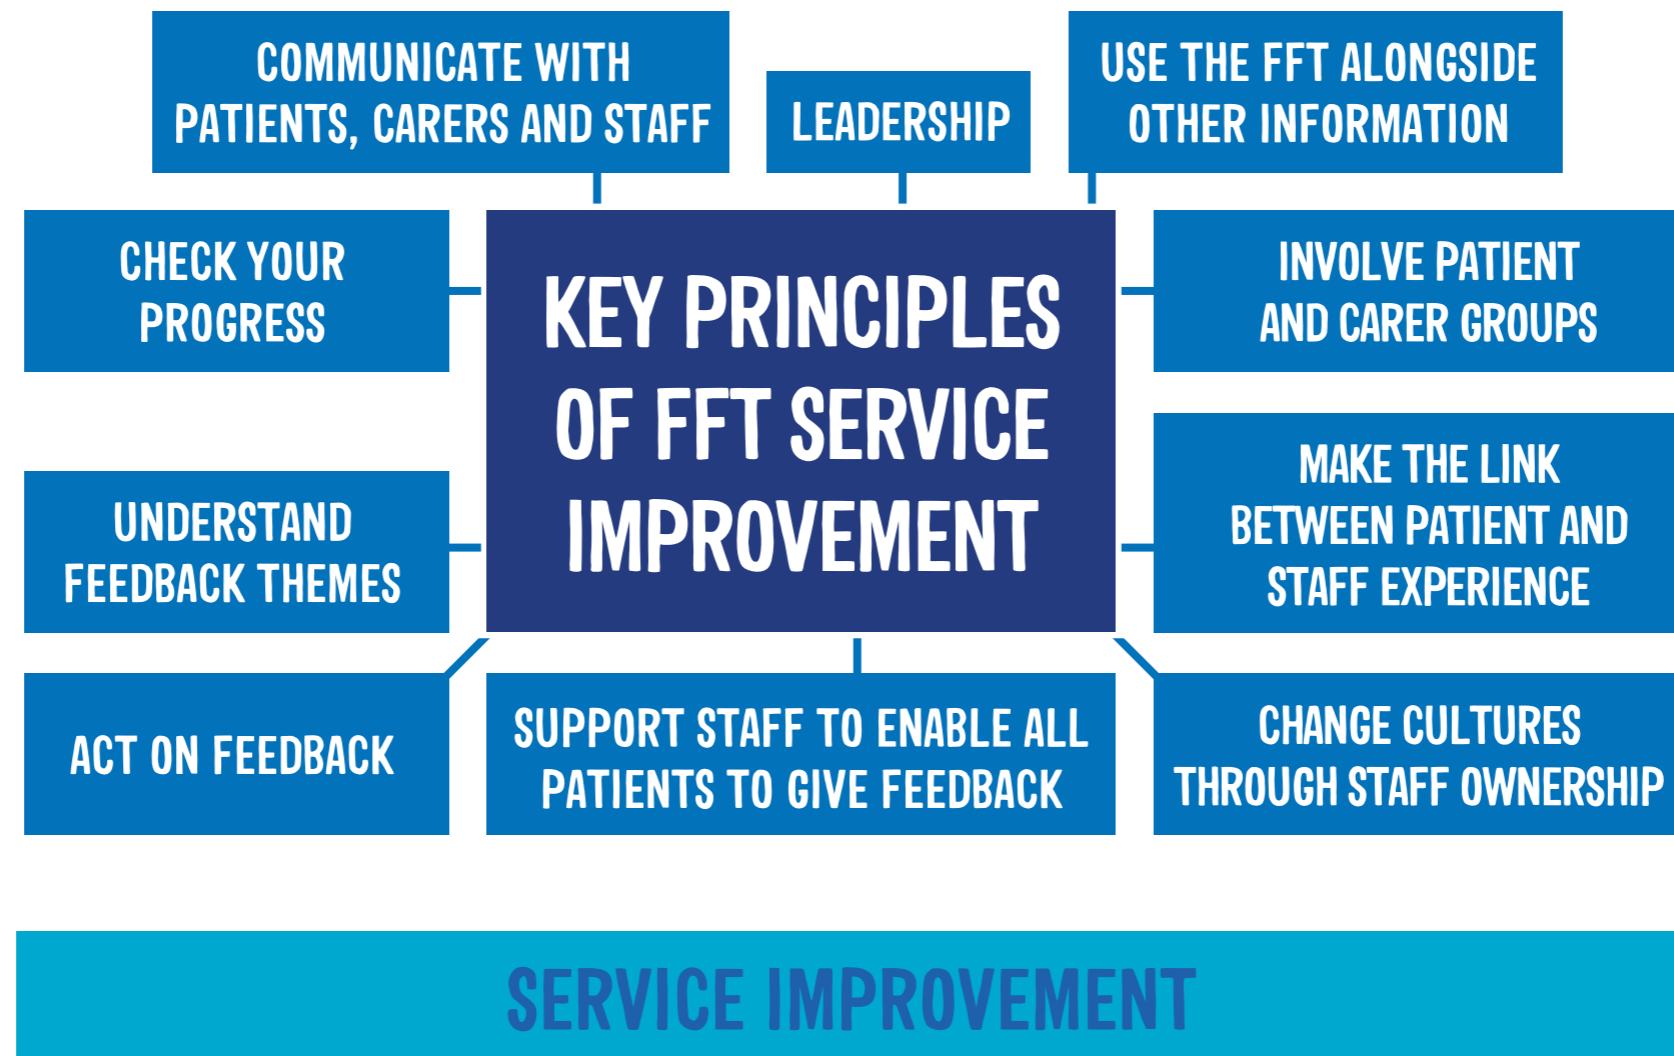 COMMUNICATE WITH
PATIENTS, CARERS AND STAFF
LEADERSHIP
USE THE FFT ALONGSIDE
OTHER INFORMATION
CHECK YOUR
PROGRESS
KEY PRINCIPLES
OF FFT SERVICE
IMPROVEMENT
INVOLVE PATIENT
AND CARER GROUPS
UNDERSTAND
FEEDBACK THEMES
MAKE THE LINK
BETWEEN PATIENT AND
STAFF EXPERIENCE
ACT ON FEEDBACK
SUPPORT STAFF TO ENABLE ALL
PATIENTS TO GIVE FEEDBACK
CHANGE CULTURES
THROUGH STAFF OWNERSHIP
SERVICE IMPROVEMENT